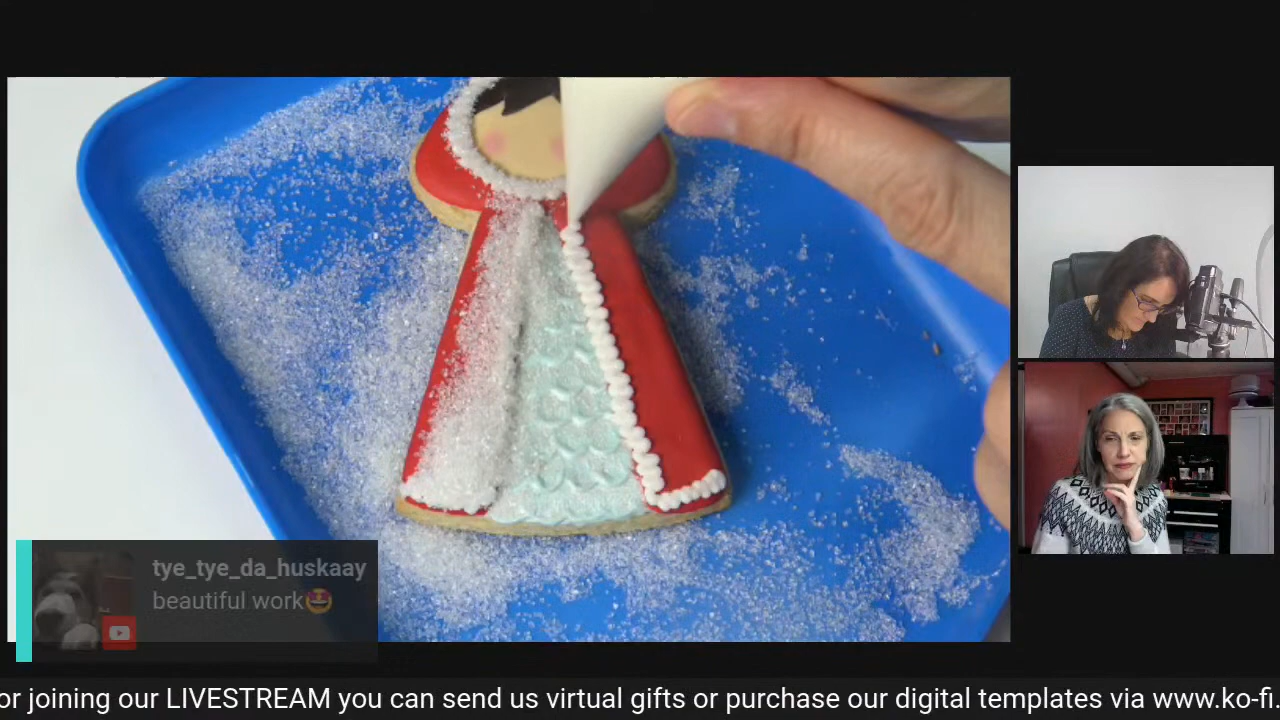 tye_tye_da_huskaay
beautiful work🤩
or joining our LIVESTREAM you can send us virtual gifts or purchase our digital templates via www.ko-fi.